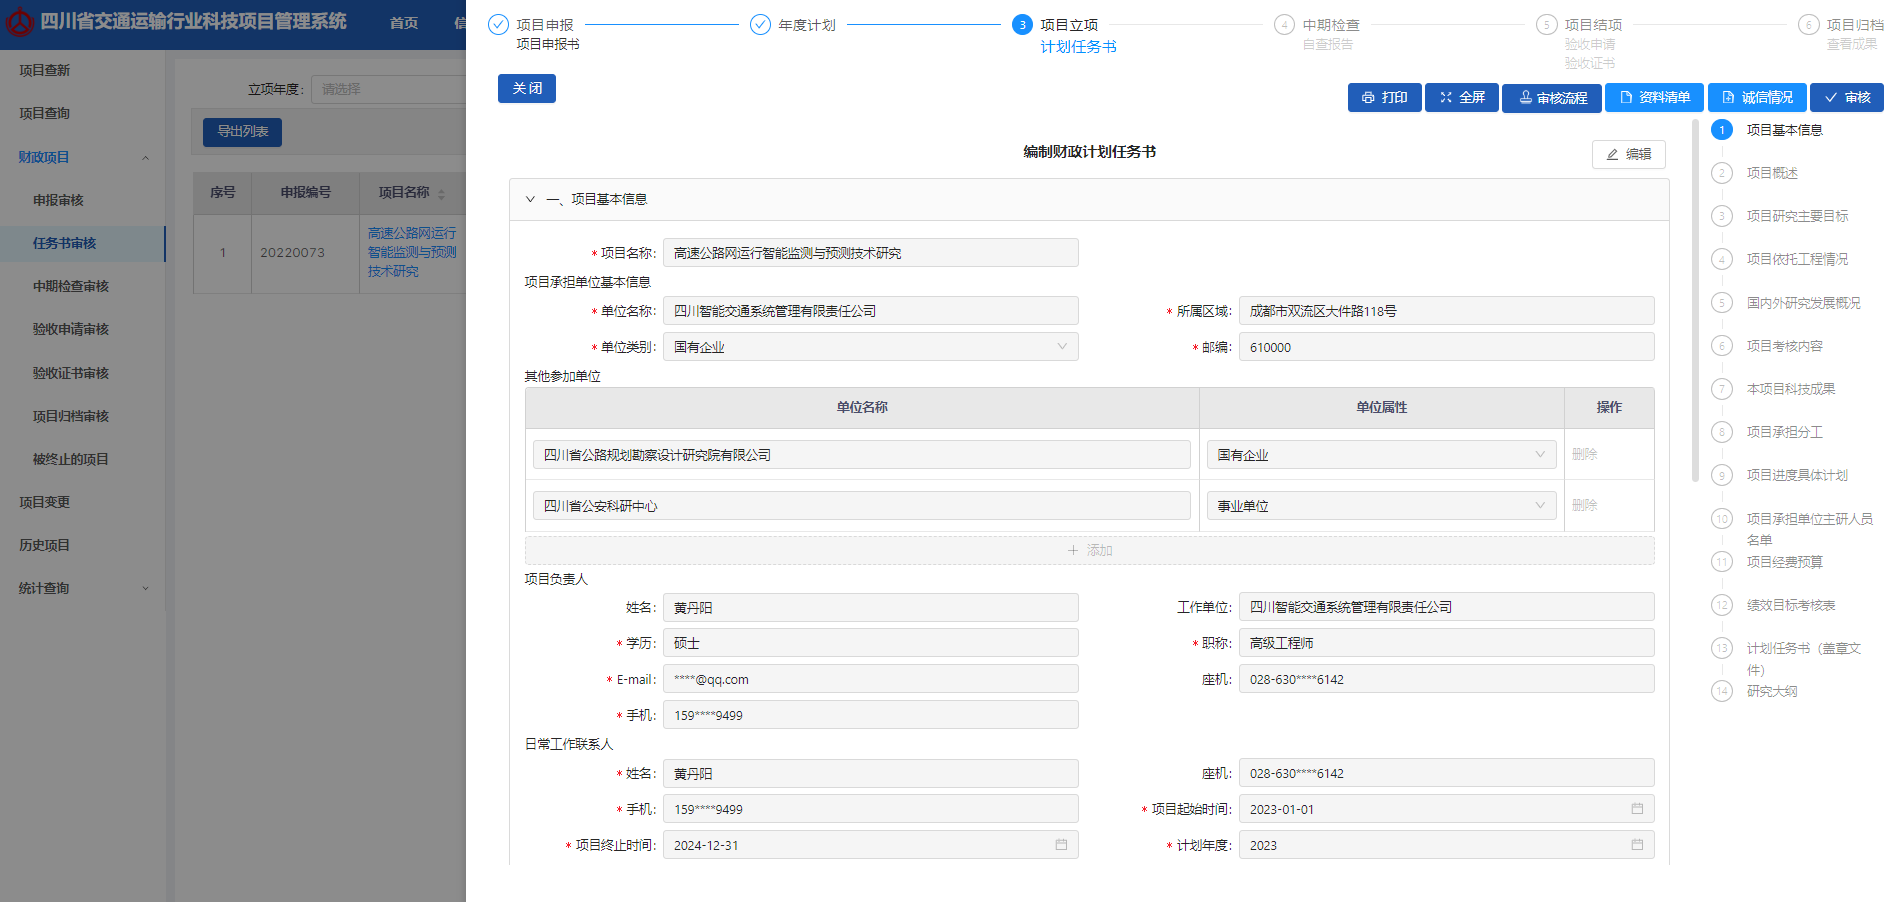 四川省交通运输行业科技项目管理系统
首页
信
项目查新
项目查询
财政项目
申报审核
任务书审核
中期检查审核
验收申请审核
验收证书审核
项目归档审核
被终止的项目
项目变更
历史项目
统计查询
立项年度:
请选择
导出列表
序号
申报编号
项目名称
1
20220073
高速公路网运行
智能监测与预测
技术研究
项目申报
项目申报书
年度计划
3
项目立项
计划任务书
4
中期检查
自查报告
5
项目结项
验收申请
验收证书
6
项目归档
查看成果
关闭
打印
全屏
审核流程
资料清单
诚信情况
审核
编制财政计划任务书
编辑
一、项目基本信息
* 项目名称:
高速公路网运行智能监测与预测技术研究
项目承担单位基本信息
* 单位名称:
四川智能交通系统管理有限责任公司
* 所属区域:
成都市双流区大件路118号
* 单位类别:
国有企业
* 邮编:
610000
其他参加单位
单位名称
单位属性
操作
四川省公路规划勘察设计研究院有限公司
国有企业
删除
四川省公安科研中心
事业单位
删除
+ 添加
项目负责人
姓名:
黄丹阳
工作单位:
四川智能交通系统管理有限责任公司
* 学历:
硕士
* 职称:
高级工程师
* E-mail:
****@qq.com
座机:
028-630****6142
* 手机:
159****9499
日常工作联系人
* 姓名:
黄丹阳
座机:
028-630****6142
* 手机:
159****9499
* 项目起始时间:
2023-01-01
* 项目终止时间:
2024-12-31
* 计划年度:
2023
1
项目基本信息
2
项目概述
3
项目研究主要目标
4
项目依托工程情况
5
国内外研究发展概况
6
项目考核内容
7
本项目科技成果
8
项目承担分工
9
项目进度具体计划
10
项目承担单位主研人员
名单
11
项目经费预算
12
绩效目标考核表
13
计划任务书（盖章文
件）
14
研究大纲